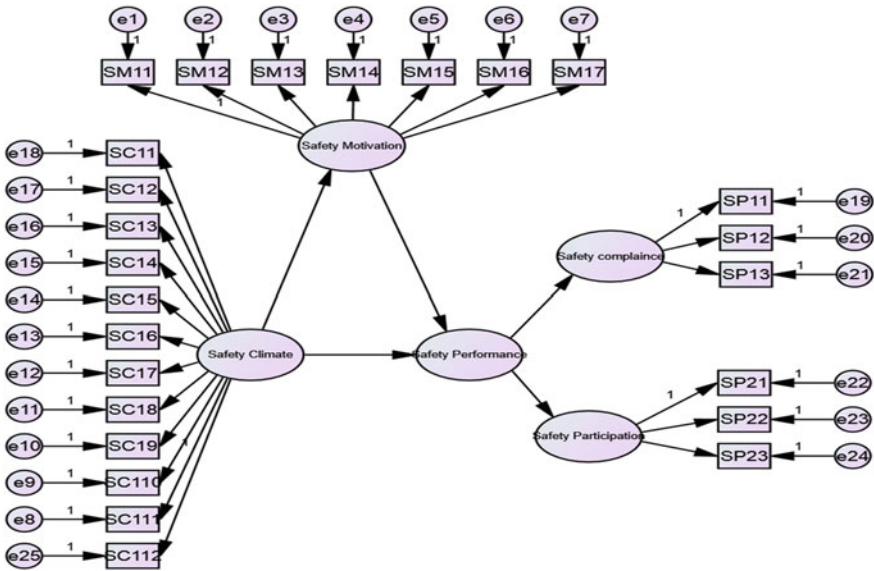 e1 e2 e3 e4 e5 e6 e7
1 1 1 1 1 1 1
SM11 SM12 SM13 SM14 SM15 SM16 SM17
1
Safety Motivation
e18 1 SC11
e17 1 SC12
e16 1 SC13
e15 1 SC14
e14 1 SC15
e13 1 SC16
e12 1 SC17
e11 1 SC18
e10 1 SC19
e9 1 SC110
e8 1 SC111
e25 1 SC112
1
Safety Climate
Safety Performance
Safety complaince
1
SP11 1 e19
SP12 1 e20
SP13 1 e21
Safety Participation
1
SP21 1 e22
SP22 1 e23
SP23 1 e24